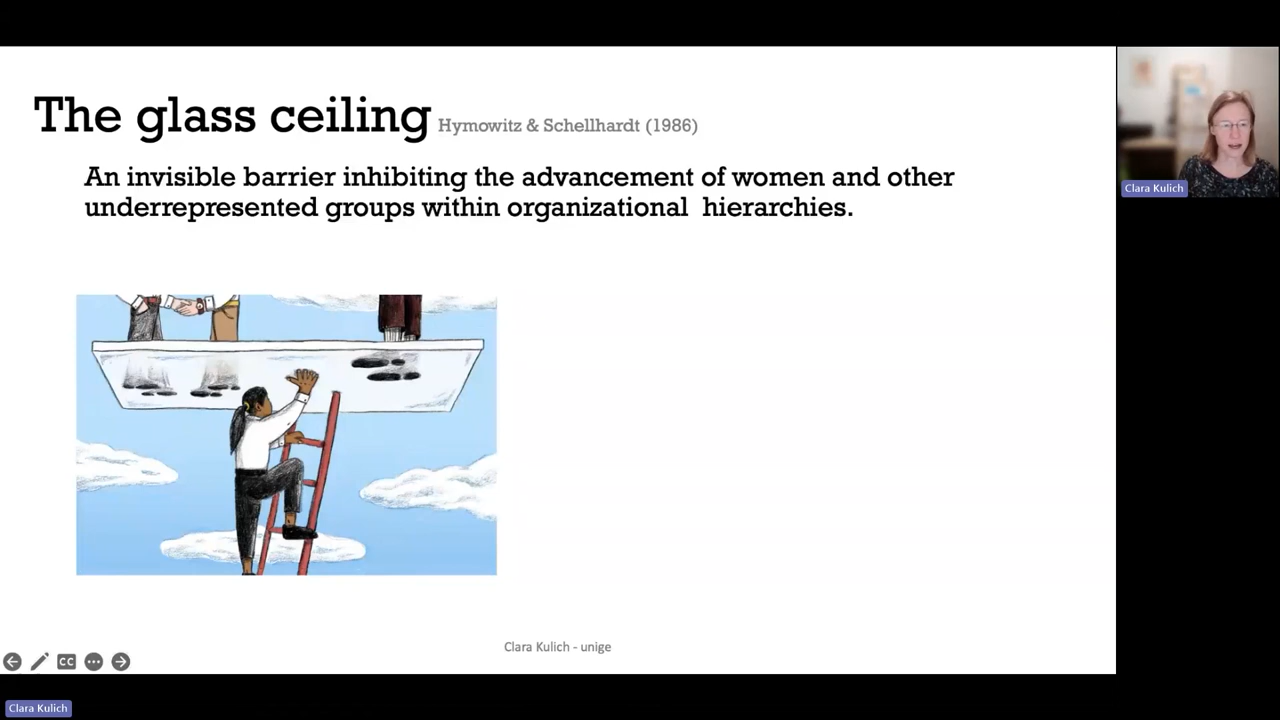 The glass ceiling Hymowitz & Schellhardt (1986)
An invisible barrier inhibiting the advancement of women and other
underrepresented groups within organizational hierarchies.
Clara Kulich
Clara Kulich - unige
CC
Clara Kulich